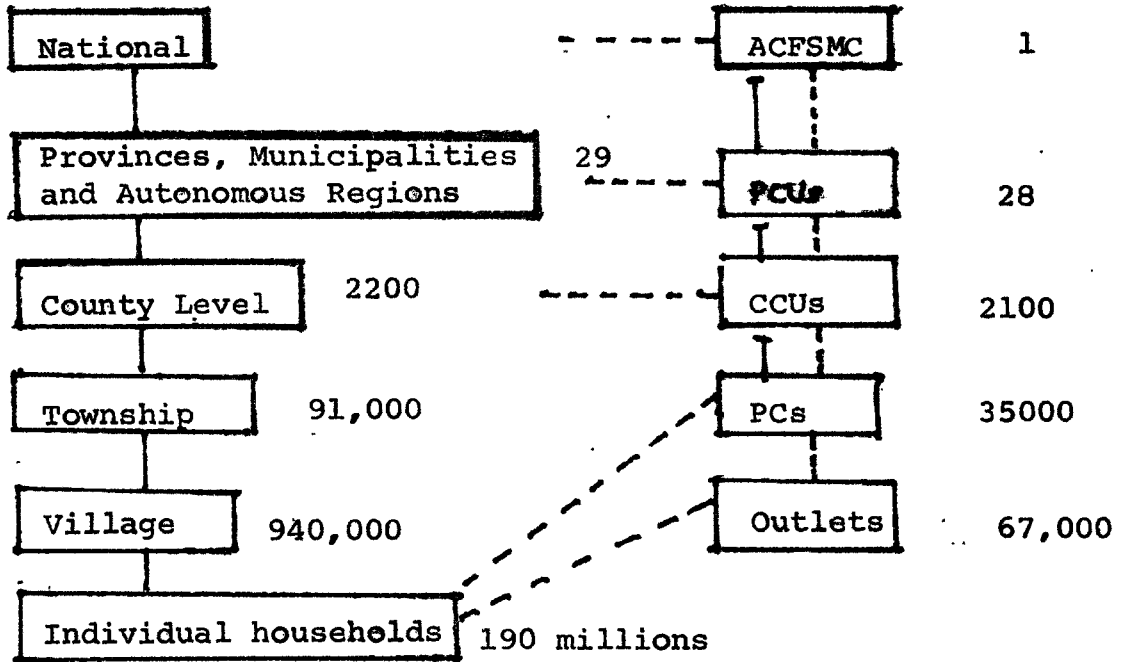 National
ACFSMC 1
Provinces, Municipalities
and Autonomous Regions
29
PCUs 28
County Level 2200
CCUs 2100
Township 91,000
PCs 35000
Village 940,000
Outlets 67,000
Individual households 190 millions